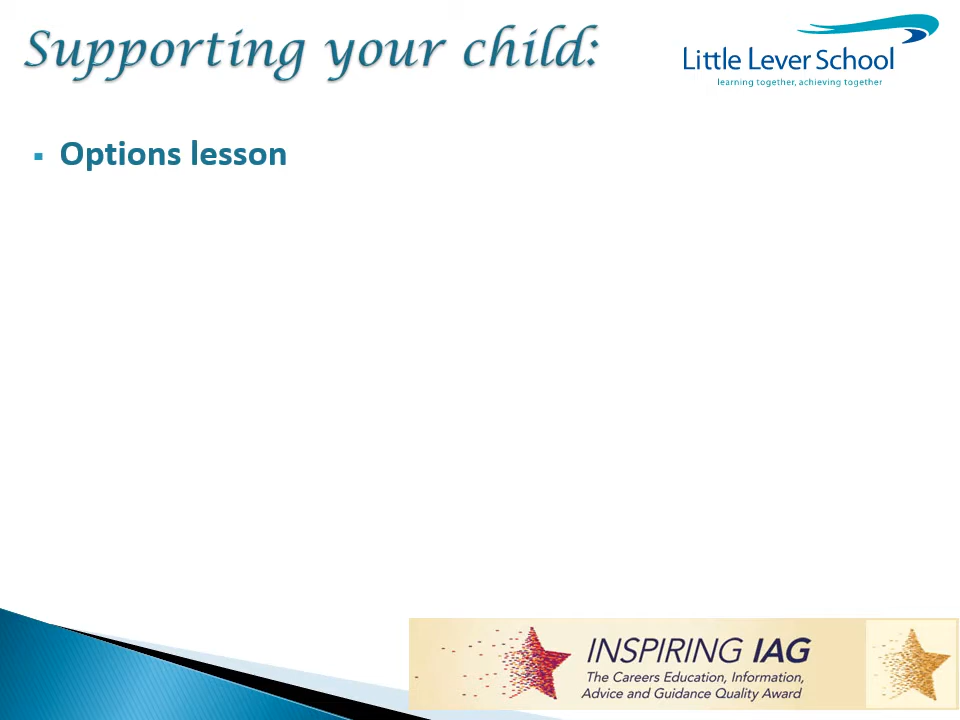 Supporting your child:
Little Lever School
learning together, achieving together
▪ Options lesson
INSPIRING IAG
The Careers Education, Information,
Advice and Guidance Quality Award